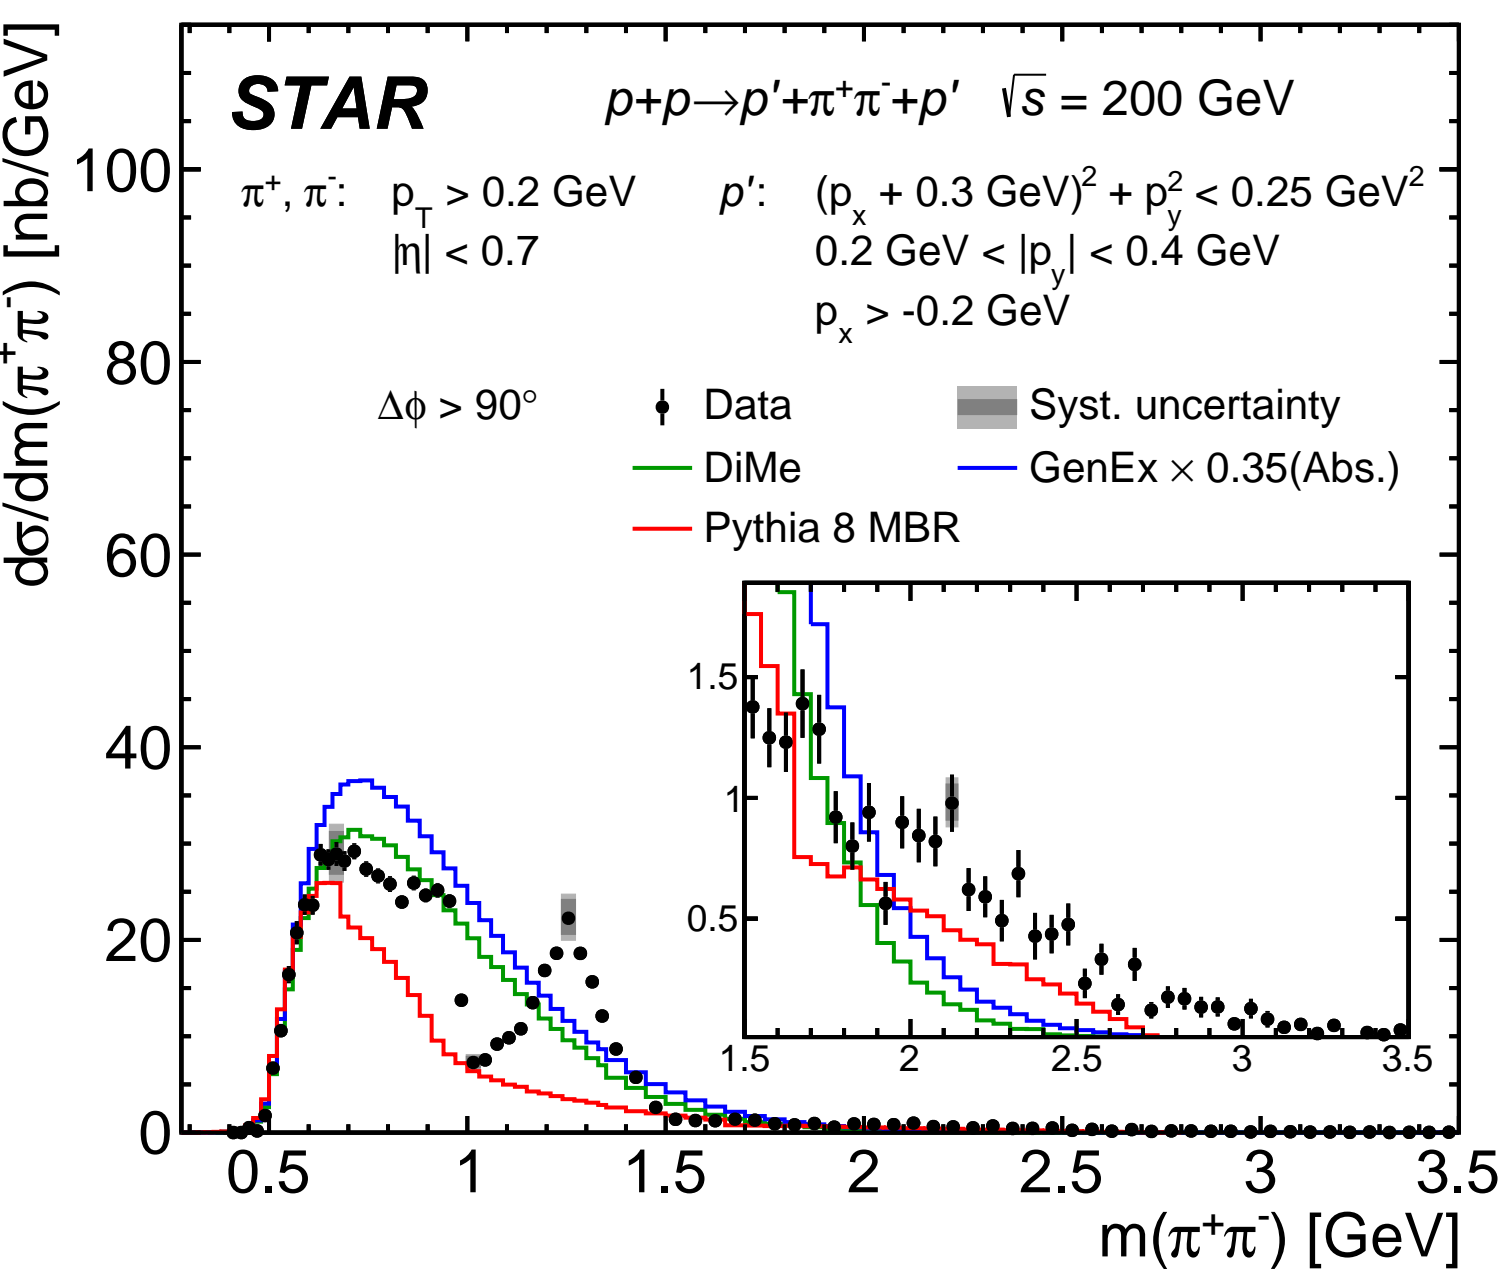 STAR p+p→p′+π⁺π⁻+p′ √s = 200 GeV
π⁺, π⁻: p_T > 0.2 GeV p′: (p_x + 0.3 GeV)² + p_y² < 0.25 GeV²
|η| < 0.7 0.2 GeV < |p_y| < 0.4 GeV
p_x > -0.2 GeV
Δϕ > 90° Data Syst. uncertainty
DiMe GenEx × 0.35(Abs.)
Pythia 8 MBR
dσ/dm(π⁺π⁻) [nb/GeV]
100
80
60
40
20
0
1.5
1
0.5
1.5 2 2.5 3 3.5
0.5 1 1.5 2 2.5 3 3.5
m(π⁺π⁻) [GeV]